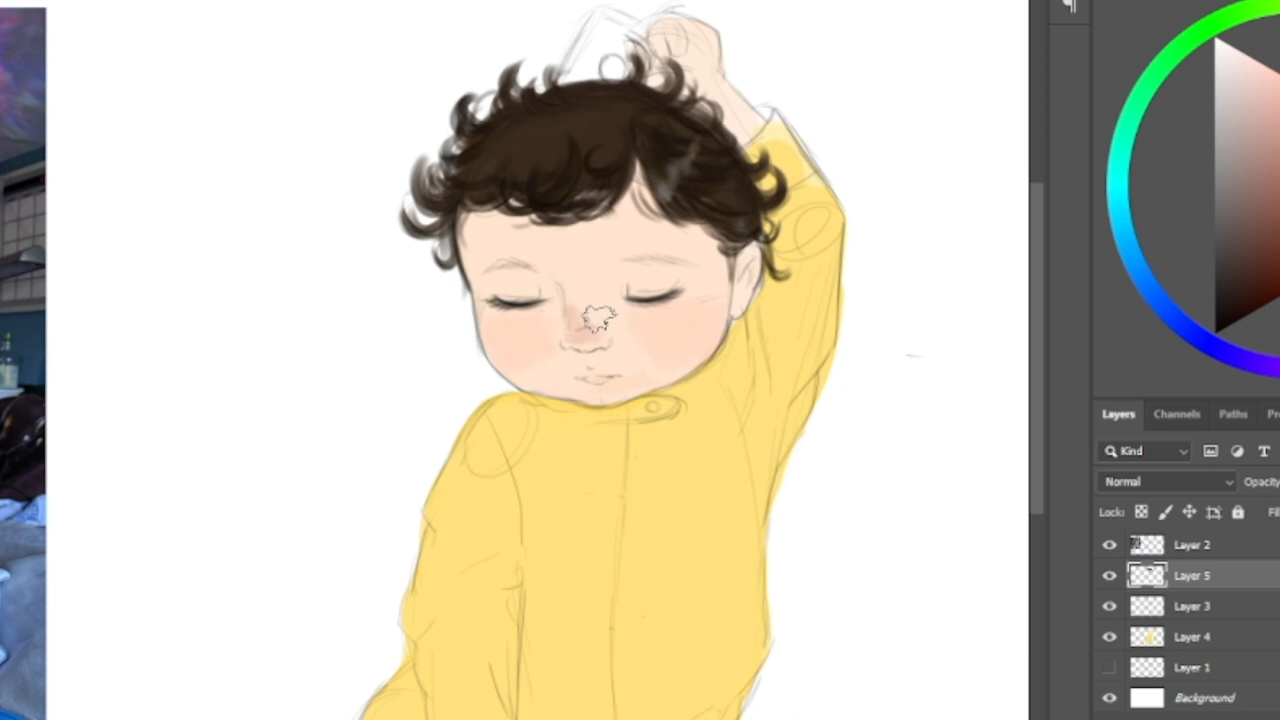 ¶
Layers Channels Paths
Kind T
Normal Opacity
Lock:
Layer 2
Layer 5
Layer 3
Layer 4
Layer 1
Background